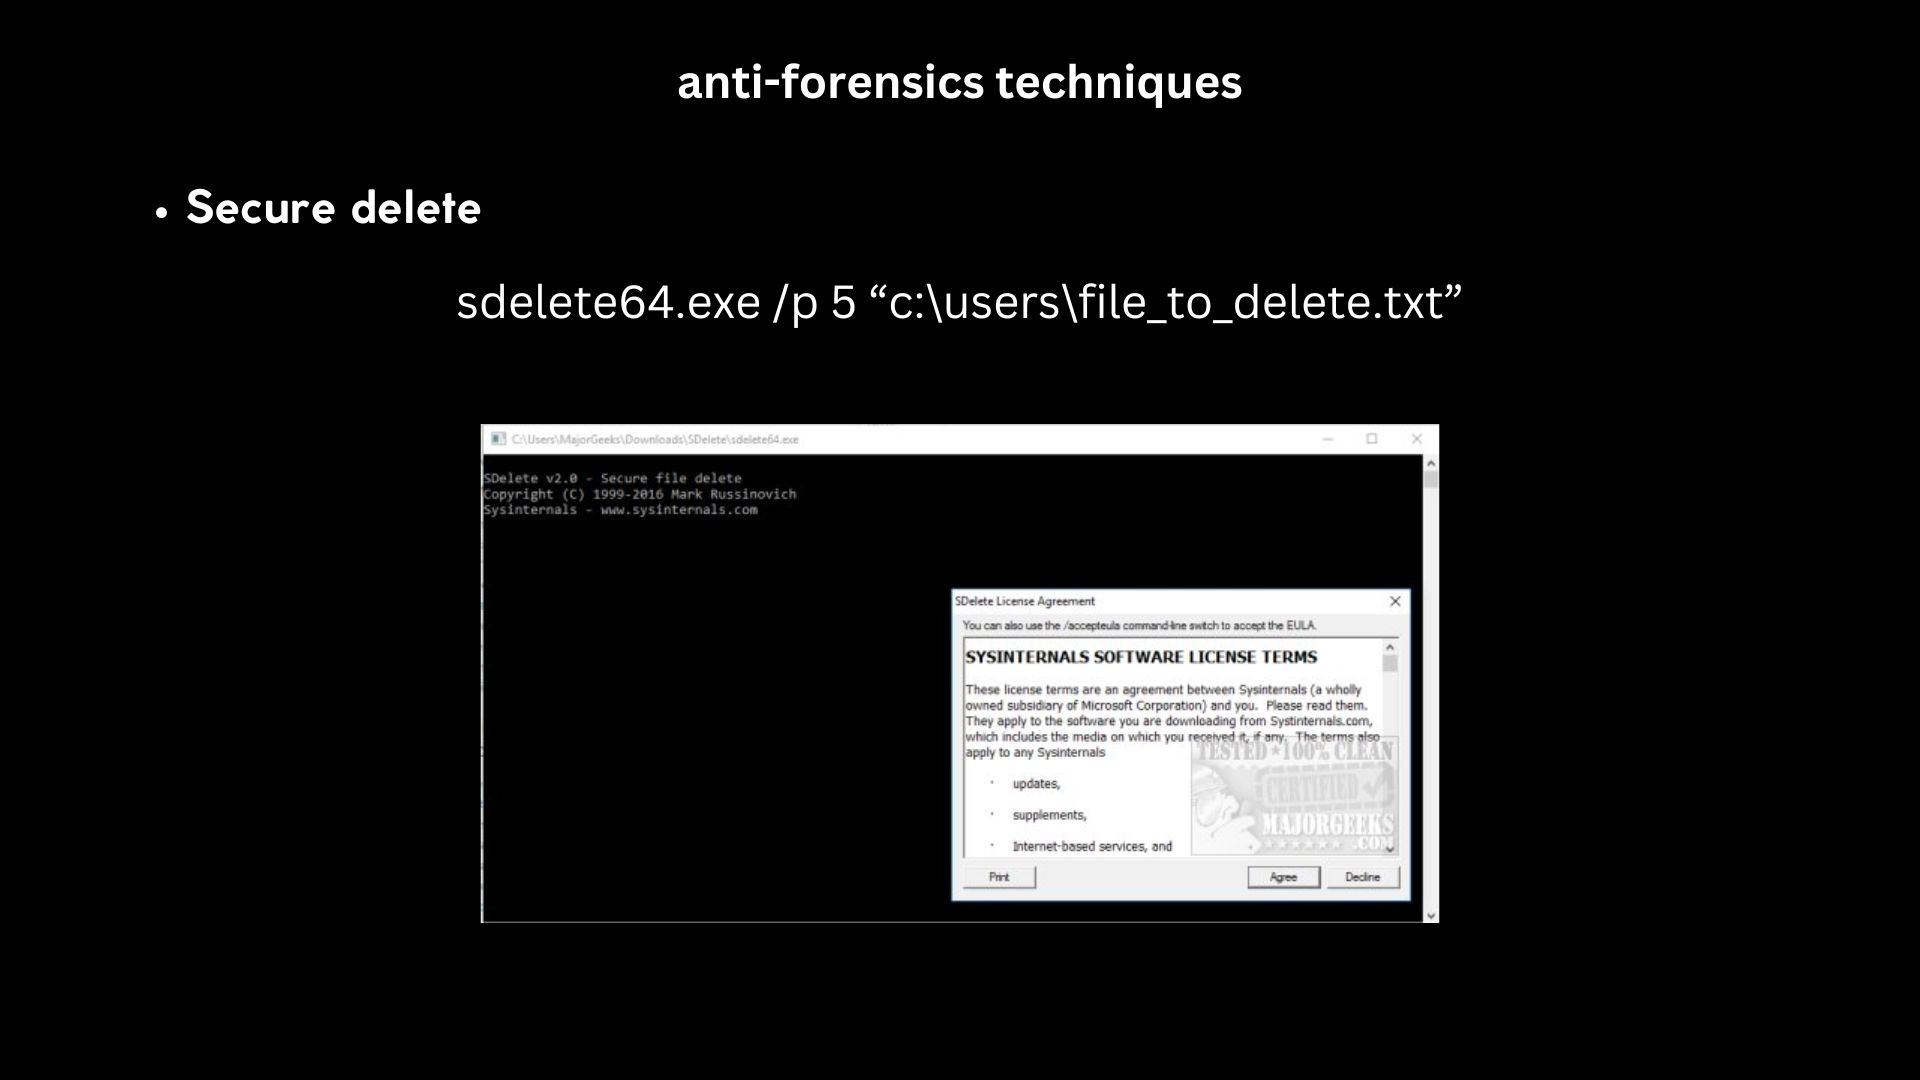 anti-forensics techniques
• Secure delete
sdelete64.exe /p 5 “c:\users\file_to_delete.txt”
C:\Users\MajorGeeks\Downloads\SDelete\sdelete64.exe
SDelete v2.0 - Secure file delete
Copyright (C) 1999-2016 Mark Russinovich
Sysinternals - www.sysinternals.com
SDelete License Agreement
You can also use the /accepteula command-line switch to accept the EULA.
SYSINTERNALS SOFTWARE LICENSE TERMS
These license terms are an agreement between Sysinternals (a wholly
owned subsidiary of Microsoft Corporation) and you. Please read them.
They apply to the software you are downloading from Systinternals.com,
which includes the media on which you received it, if any. The terms also
apply to any Sysinternals
TESTED ★ 100% CLEAN
CERTIFIED
MAJORGEEKS
.COM
· updates,
· supplements,
· Internet-based services, and
Print
Agree
Decline